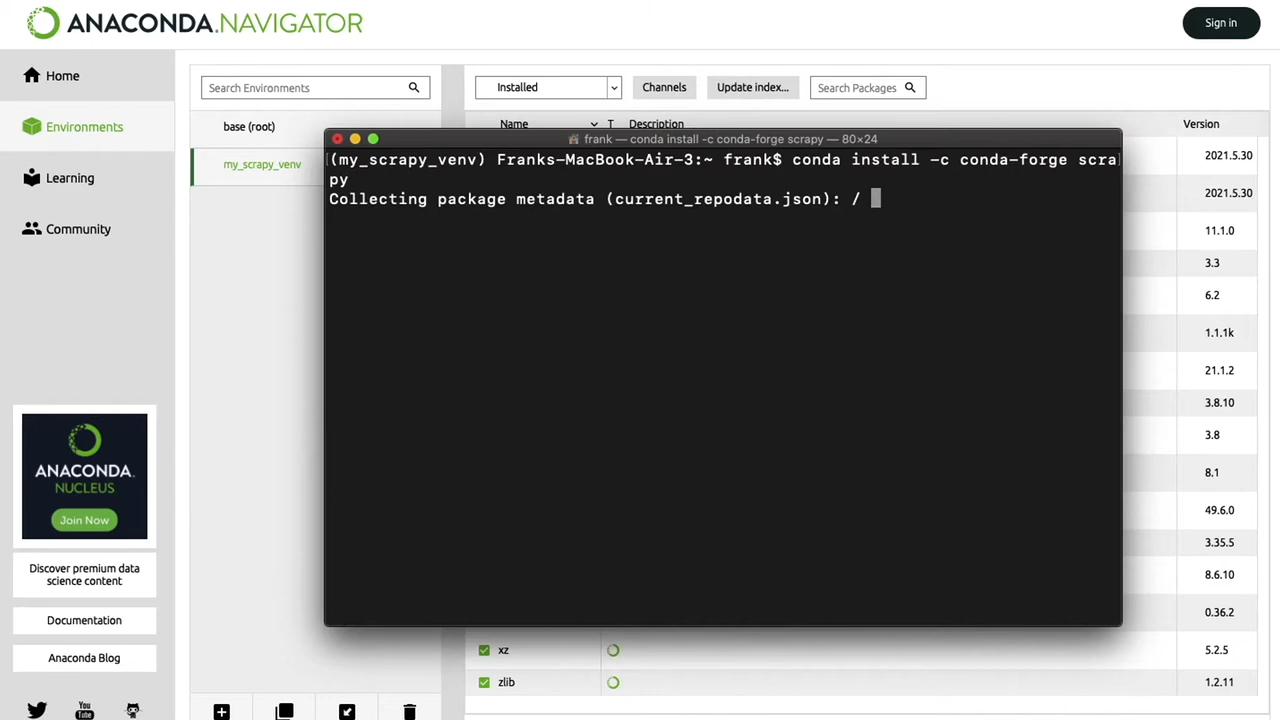 ANACONDA.NAVIGATOR
Sign in
Home
Environments
Learning
Community
ANACONDA.
NUCLEUS
Join Now
Discover premium data
science content
Documentation
Anaconda Blog
You
Tube
Search Environments
base (root)
my_scrapy_venv
Installed
Channels
Update index...
Search Packages
Name
T
Description
Version
frank — conda install -c conda-forge scrapy — 80×24
(my_scrapy_venv) Franks-MacBook-Air-3:~ frank$ conda install -c conda-forge scra
py
Collecting package metadata (current_repodata.json): /
2021.5.30
2021.5.30
11.1.0
3.3
6.2
1.1.1k
21.1.2
3.8.10
3.8
8.1
49.6.0
3.35.5
8.6.10
0.36.2
xz
5.2.5
zlib
1.2.11